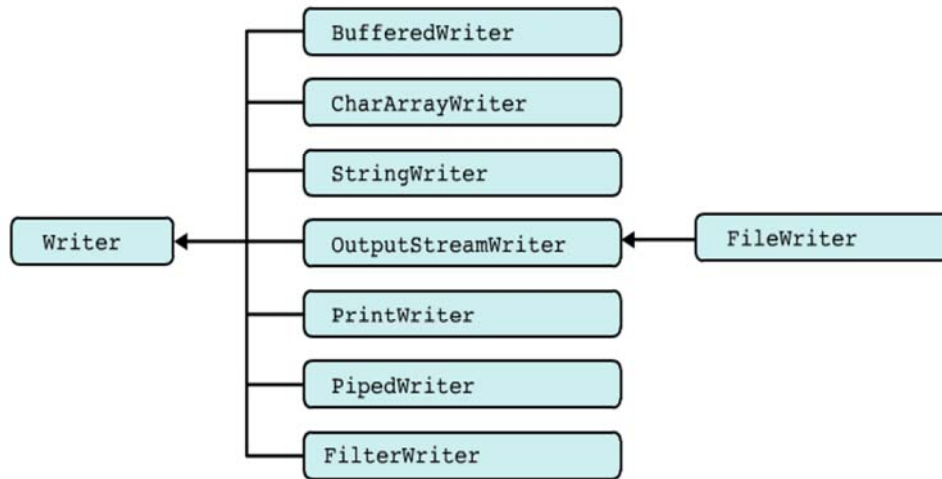 BufferedWriter
CharArrayWriter
StringWriter
Writer
OutputStreamWriter
FileWriter
PrintWriter
PipedWriter
FilterWriter